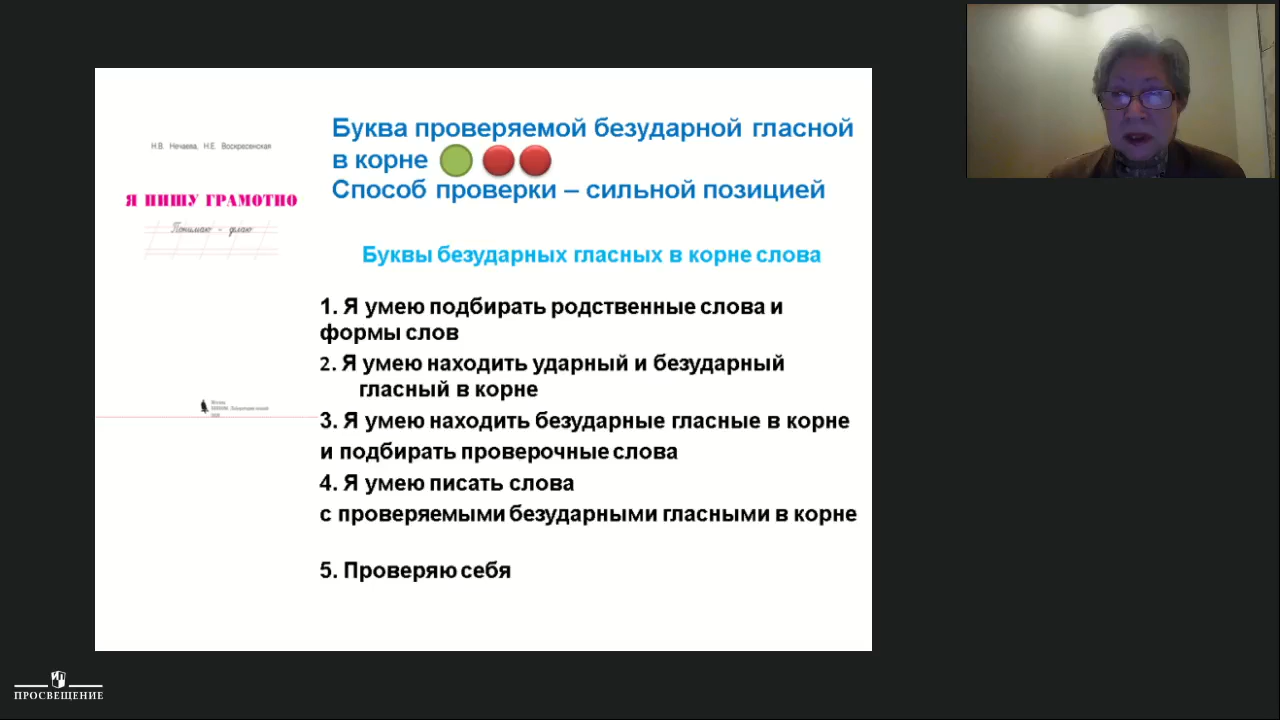 Н.В. Нечаева, Н.Е. Воскресенская
Я ПИШУ ГРАМОТНО
Понимаю - делаю
Москва
Буква проверяемой безударной гласной
в корне
Способ проверки – сильной позицией
Буквы безударных гласных в корне слова
1. Я умею подбирать родственные слова и
формы слов
2. Я умею находить ударный и безударный
гласный в корне
3. Я умею находить безударные гласные в корне
и подбирать проверочные слова
4. Я умею писать слова
с проверяемыми безударными гласными в корне
5. Проверяю себя
ПРОСВЕЩЕНИЕ